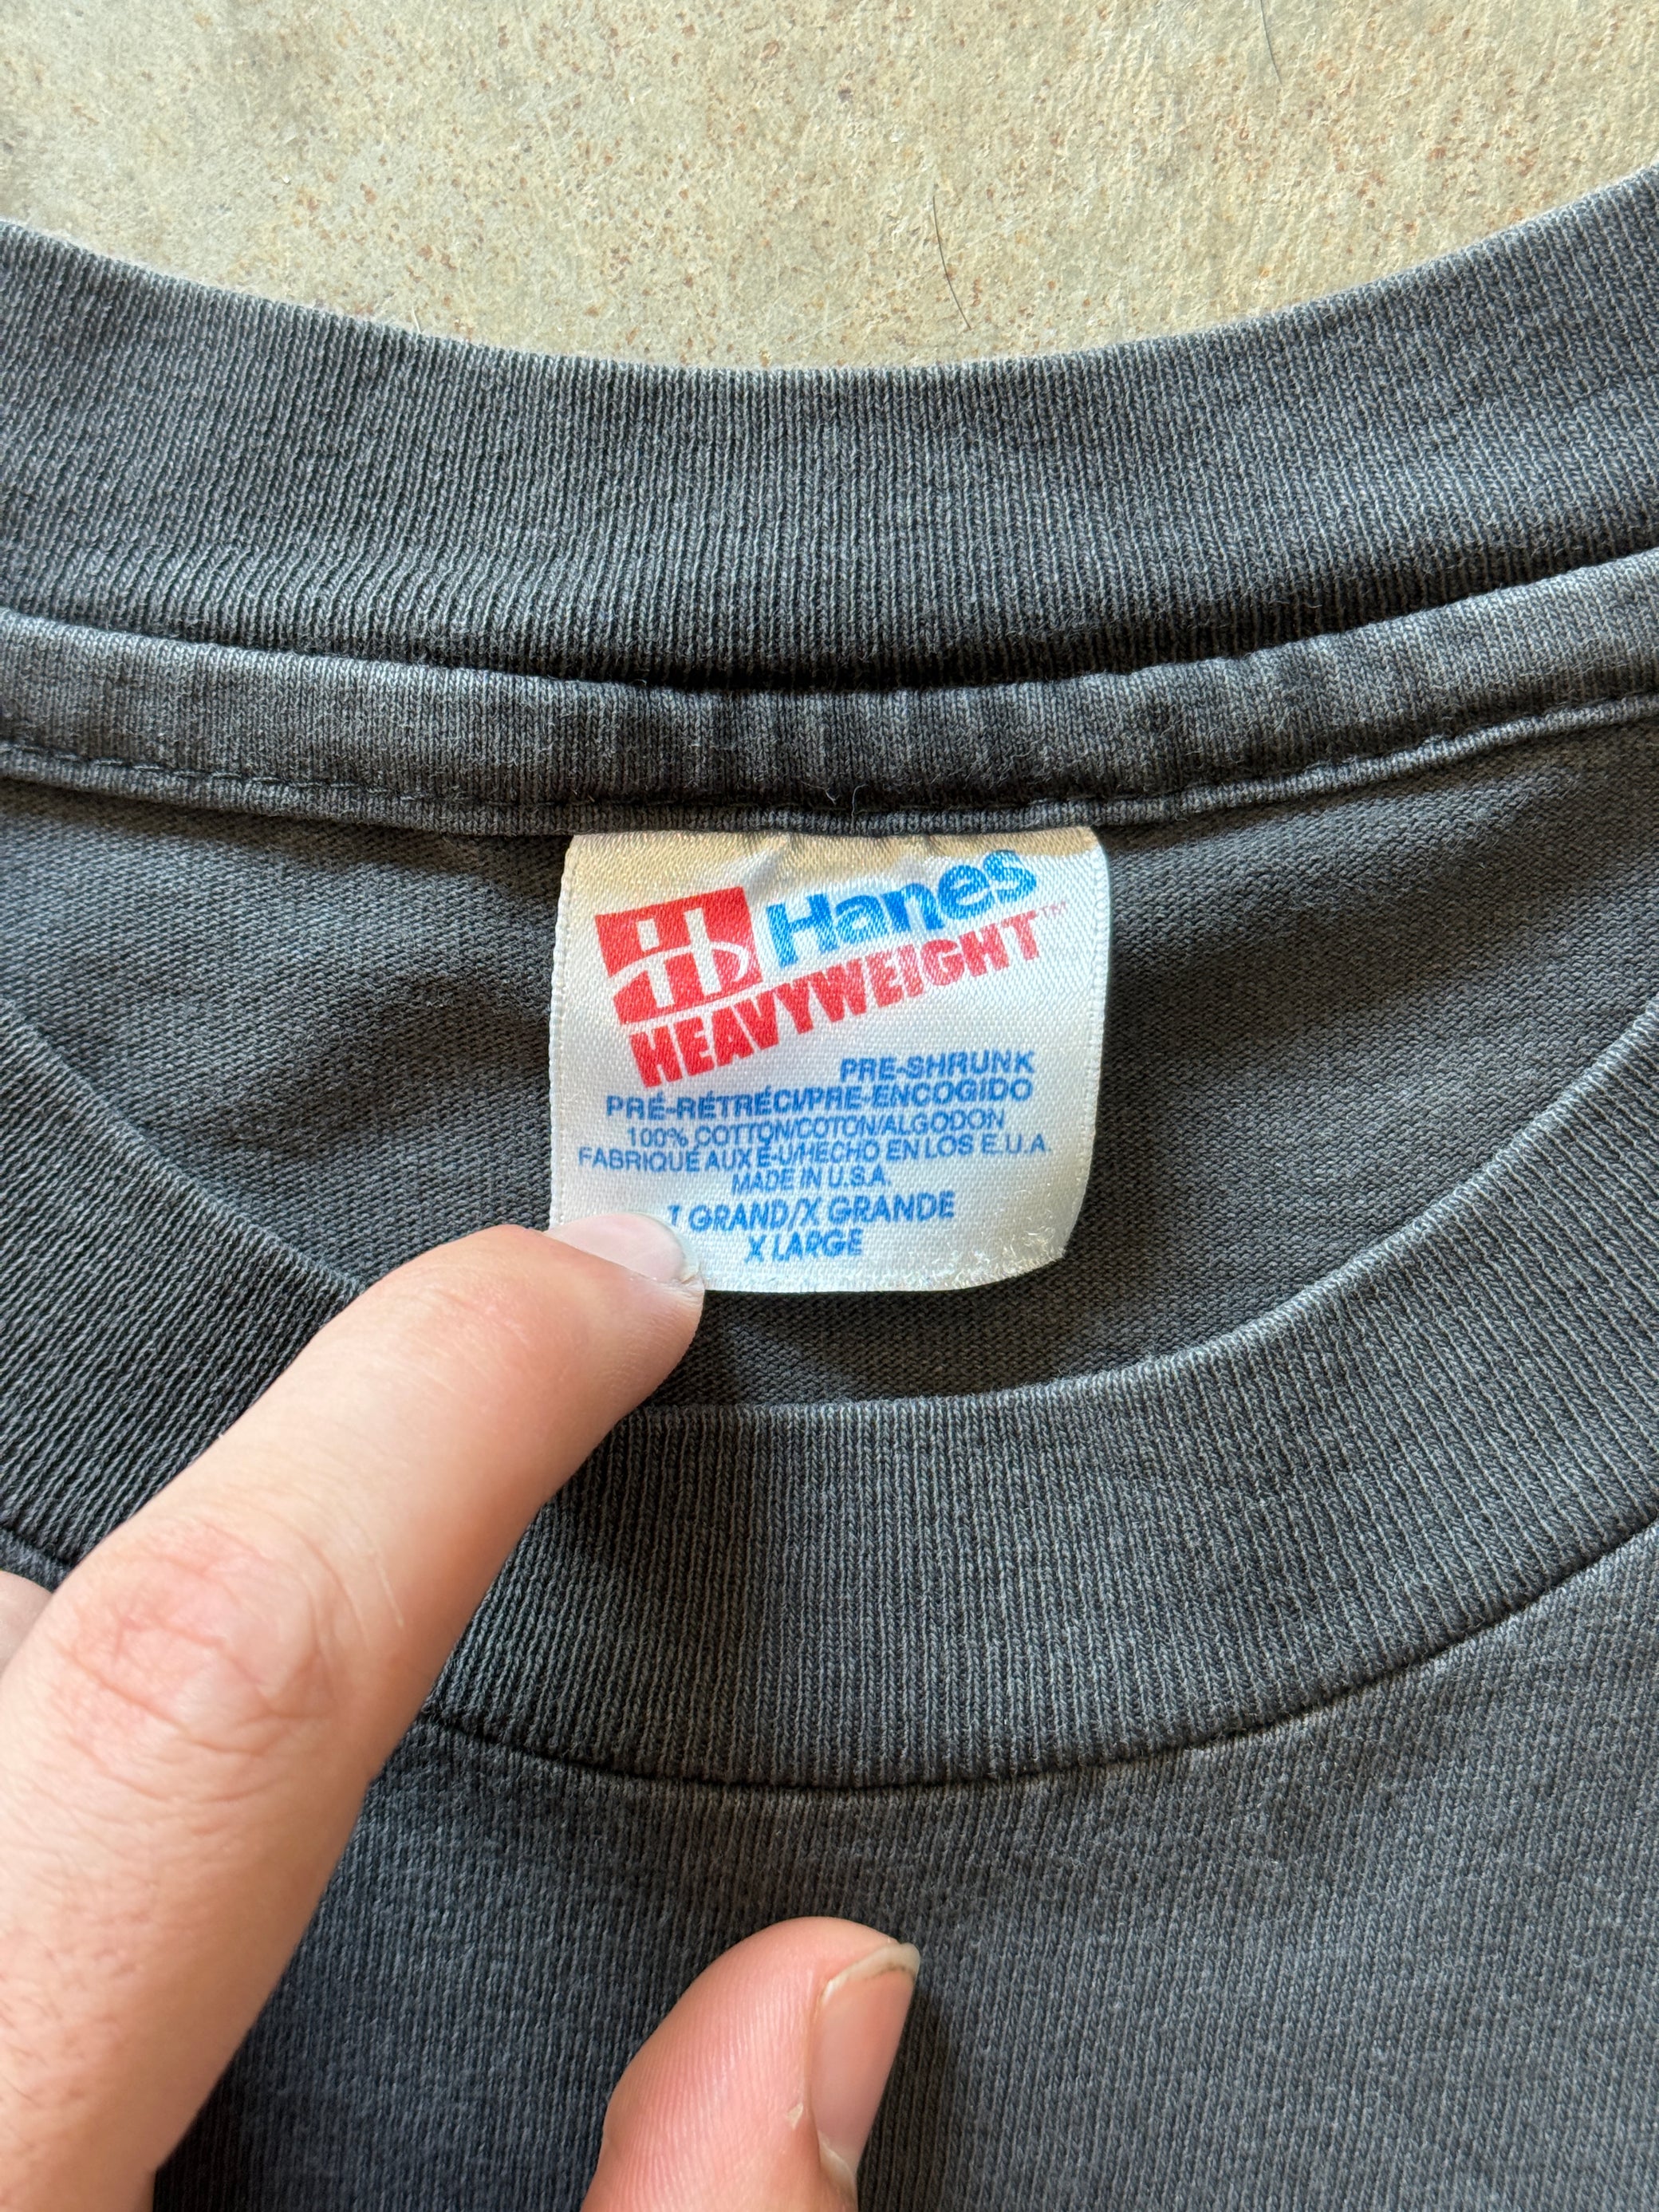 Hanes
HEAVYWEIGHT™
PRE-SHRUNK
PRÉ-RÉTRÉCI/PRE-ENCOGIDO
100% COTTON/COTON/ALGODON
FABRIQUÉ AUX É-U/HECHO EN LOS E.U.A.
MADE IN U.S.A.
GRAND/X GRANDE
X LARGE